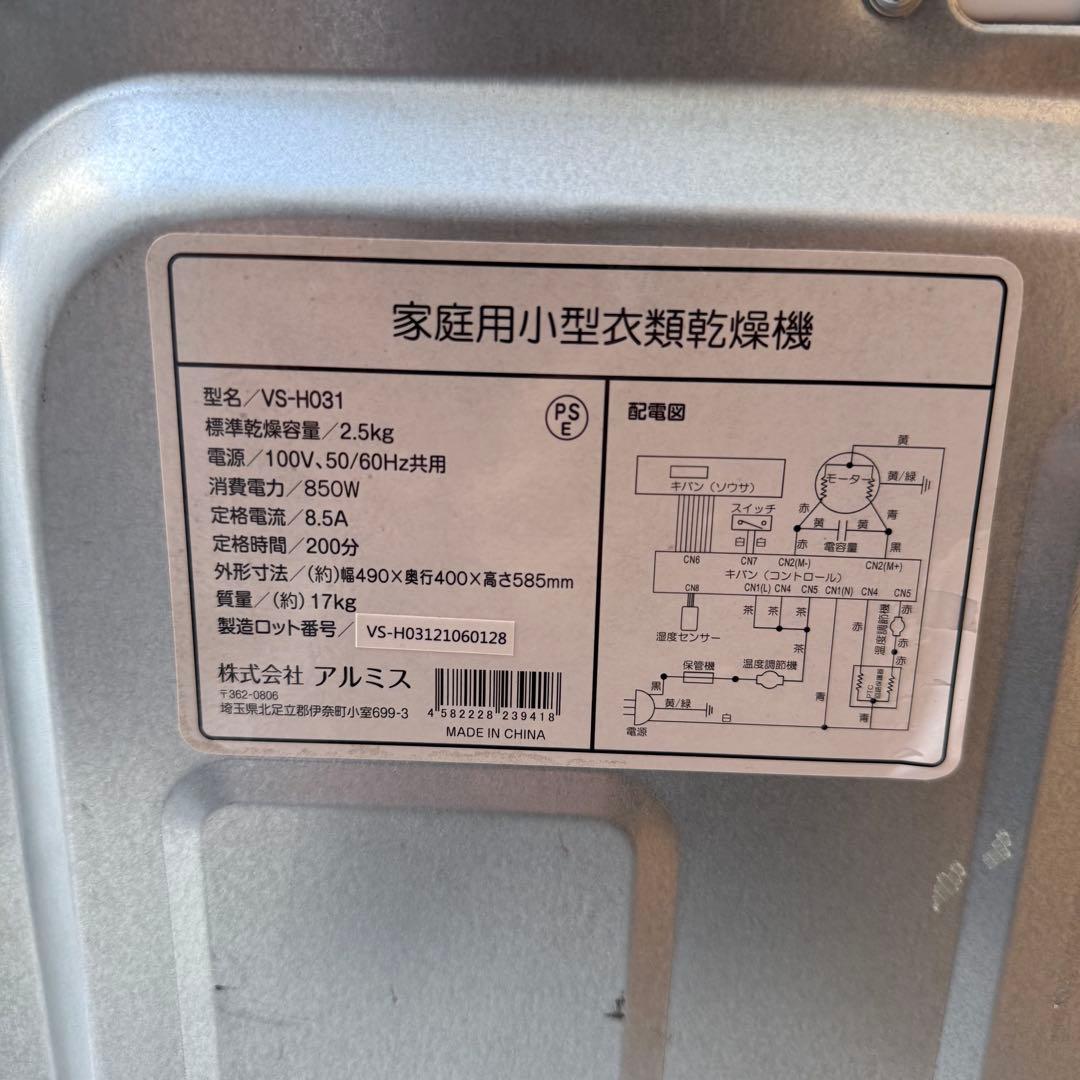 家庭用小型衣類乾燥機
型名／VS-H031
標準乾燥容量／2.5kg
電源／100V、50/60Hz共用
消費電力／850W
定格電流／8.5A
定格時間／200分
外形寸法／(約)幅490×奥行400×高さ585mm
質量／(約)17kg
製造ロット番号／ VS-H03121060128
株式会社 アルミス
〒362-0806
埼玉県北足立郡伊奈町小室699-3
4 582228 239418
MADE IN CHINA
PS
E
配電図
黄
キバン（ソウサ）
モーター
黄/緑
スイッチ
赤
黄
青
白 白
赤
電容量
黒
CN6
CN7
CN2(M-)
CN2(M+)
キバン（コントロール）
CN8
CN1(L)
CN4
CN5
CN1(N)
CN4
CN5
茶
茶
茶
赤
湿度センサー
赤
温度調節機
赤
茶
保管機
温度調節機
黒
PTC
黄/緑
白
青
青
電源